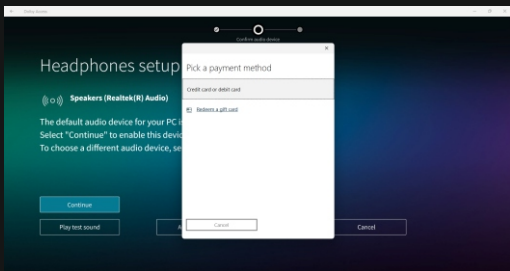 Dolby Access
Confirm audio device
Headphones setup
Speakers (Realtek(R) Audio)
The default audio device for your PC i
Select "Continue" to enable this devic
To choose a different audio device, se
Continue
Play test sound
Cancel
Pick a payment method
Credit card or debit card
Redeem a gift card
Cancel